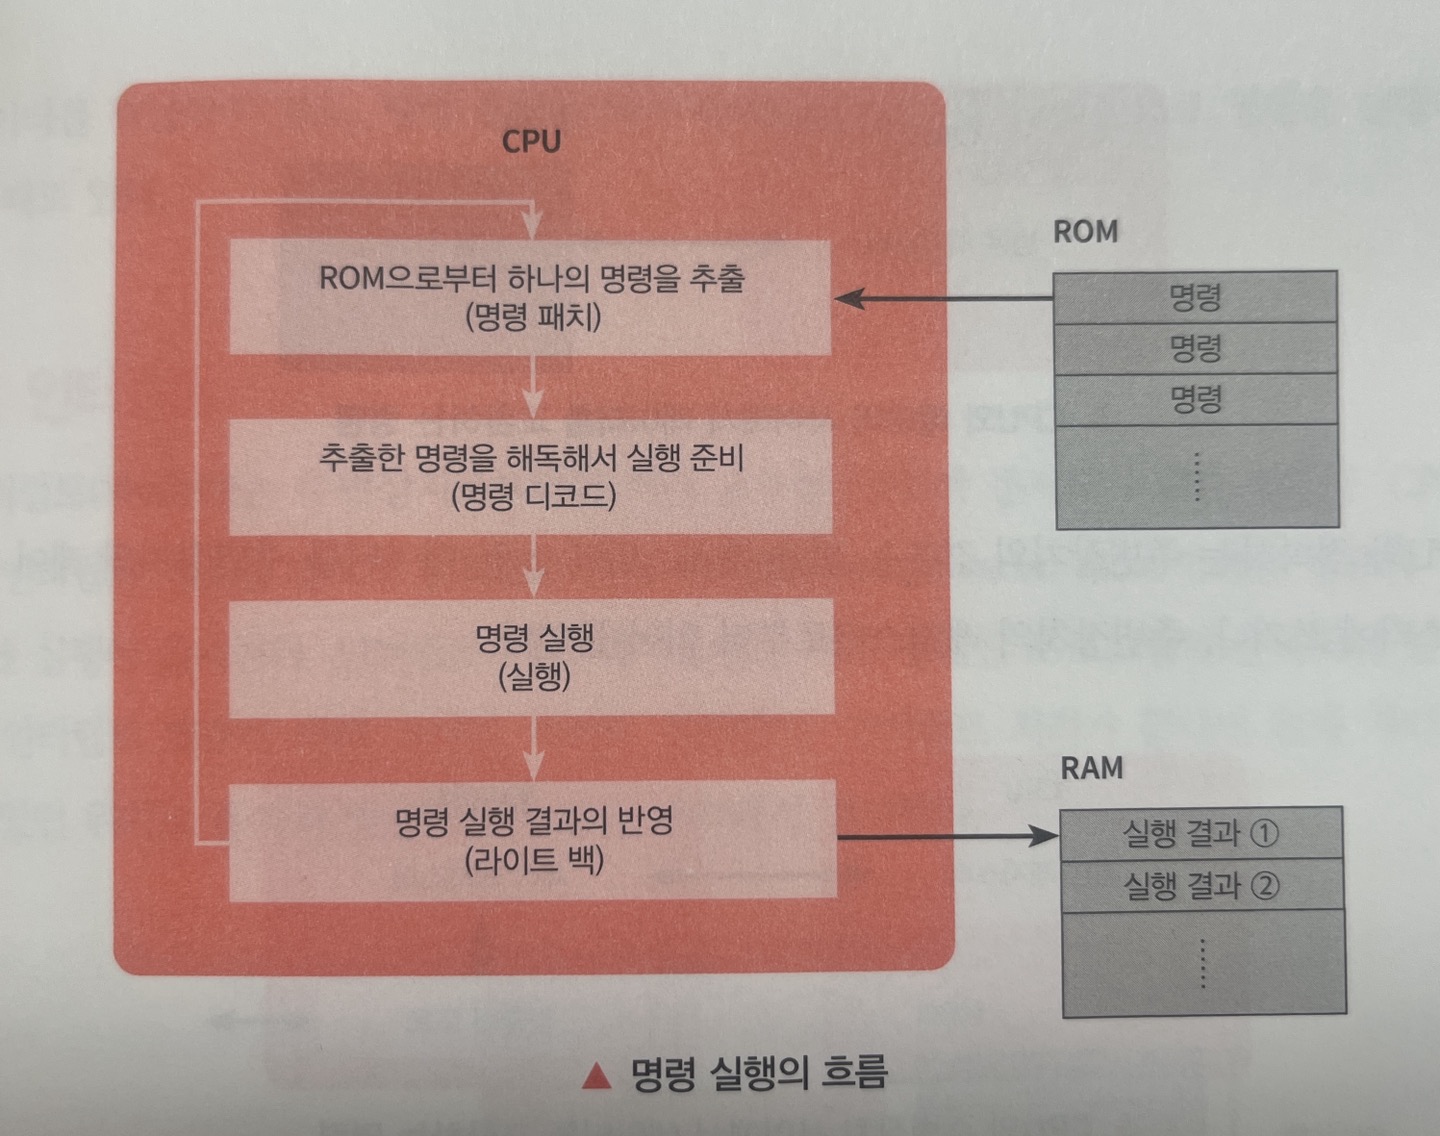 CPU
ROM으로부터 하나의 명령을 추출
(명령 패치)
추출한 명령을 해독해서 실행 준비
(명령 디코드)
명령 실행
(실행)
명령 실행 결과의 반영
(라이트 백)
ROM
명령
명령
명령
RAM
실행 결과 ①
실행 결과 ②
▲ 명령 실행의 흐름